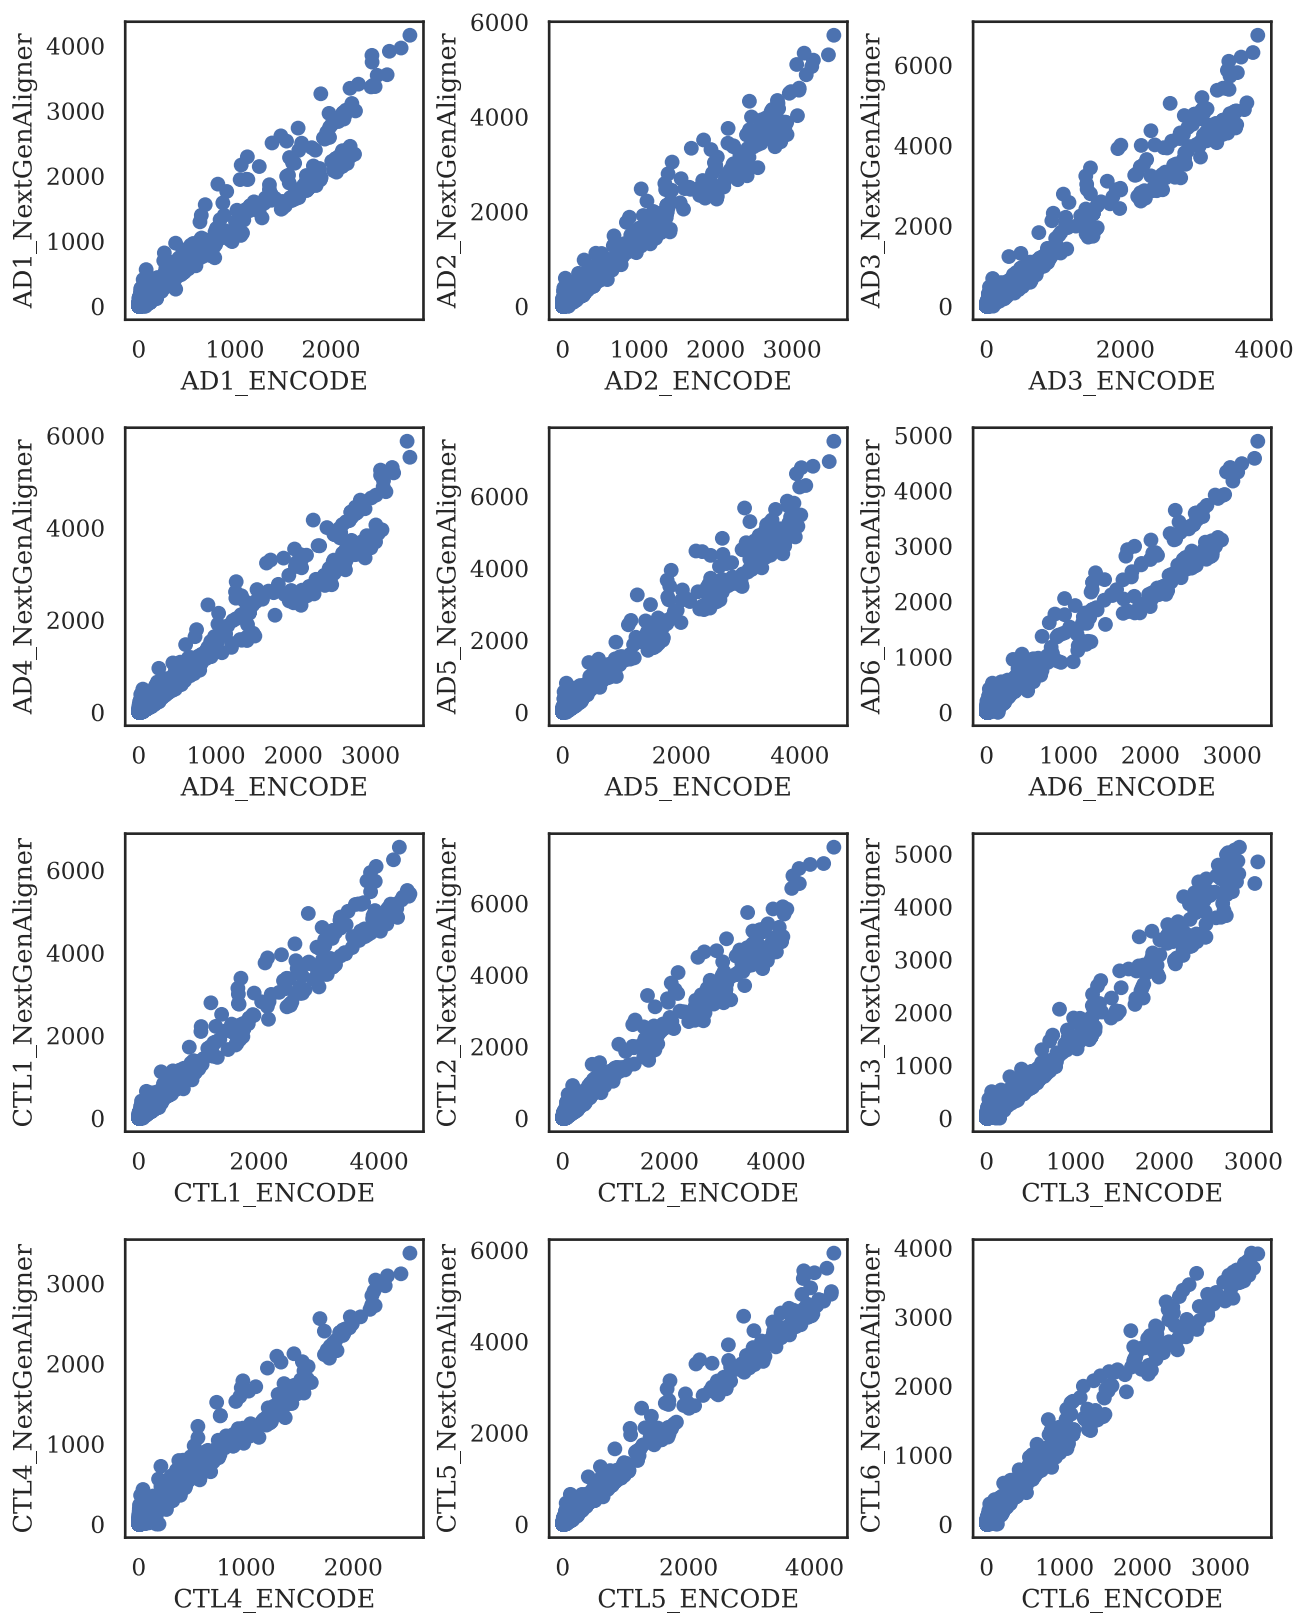 AD1_NextGenAligner
4000
3000
2000
1000
0
0 1000 2000
AD1_ENCODE
AD2_NextGenAligner
6000
4000
2000
0
0 1000 2000 3000
AD2_ENCODE
AD3_NextGenAligner
6000
4000
2000
0
0 2000 4000
AD3_ENCODE
AD4_NextGenAligner
6000
4000
2000
0
0 1000 2000 3000
AD4_ENCODE
AD5_NextGenAligner
6000
4000
2000
0
0 2000 4000
AD5_ENCODE
AD6_NextGenAligner
5000
4000
3000
2000
1000
0
0 1000 2000 3000
AD6_ENCODE
CTL1_NextGenAligner
6000
4000
2000
0
0 2000 4000
CTL1_ENCODE
CTL2_NextGenAligner
6000
4000
2000
0
0 2000 4000
CTL2_ENCODE
CTL3_NextGenAligner
5000
4000
3000
2000
1000
0
0 1000 2000 3000
CTL3_ENCODE
CTL4_NextGenAligner
3000
2000
1000
0
0 1000 2000
CTL4_ENCODE
CTL5_NextGenAligner
6000
4000
2000
0
0 2000 4000
CTL5_ENCODE
CTL6_NextGenAligner
4000
3000
2000
1000
0
0 1000 2000 3000
CTL6_ENCODE